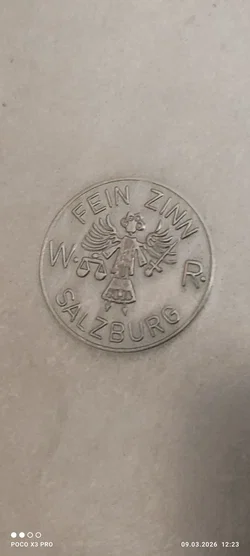 FEIN ZINN
W. R.
SALZBURG
POCO X3 PRO
09.03.2026 12:23